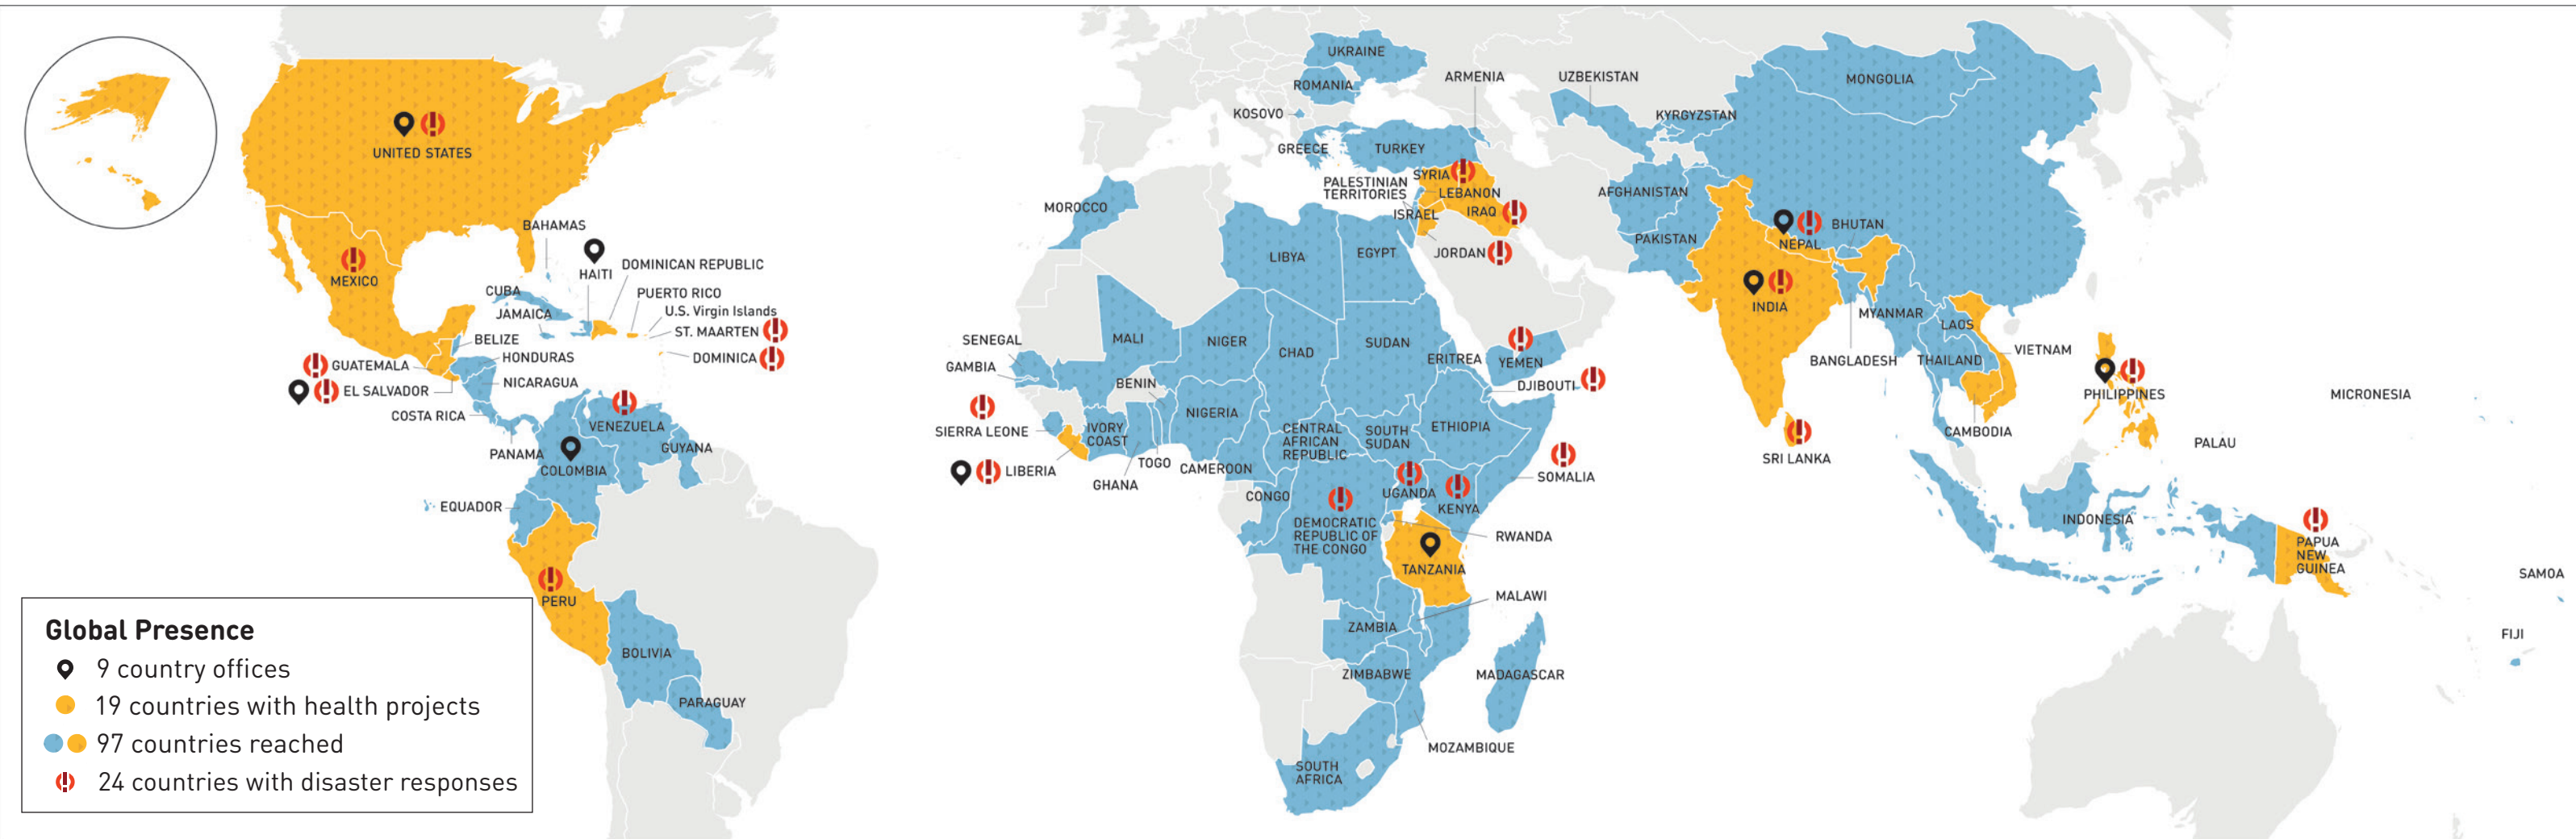 UNITED STATES
MEXICO
BAHAMAS
HAITI
DOMINICAN REPUBLIC
PUERTO RICO
U.S. Virgin Islands
ST. MAARTEN
DOMINICA
CUBA
JAMAICA
BELIZE
HONDURAS
GUATEMALA
EL SALVADOR
NICARAGUA
COSTA RICA
PANAMA
VENEZUELA
COLOMBIA
GUYANA
EQUADOR
PERU
BOLIVIA
PARAGUAY
UKRAINE
ROMANIA
KOSOVO
GREECE
TURKEY
ARMENIA
UZBEKISTAN
KYRGYZSTAN
MONGOLIA
SYRIA
PALESTINIAN
TERRITORIES
LEBANON
ISRAEL
IRAQ
JORDAN
AFGHANISTAN
PAKISTAN
NEPAL
BHUTAN
INDIA
MOROCCO
LIBYA
EGYPT
SENEGAL
GAMBIA
MALI
NIGER
CHAD
SUDAN
ERITREA
YEMEN
DJIBOUTI
BENIN
NIGERIA
SIERRA LEONE
IVORY
COAST
LIBERIA
GHANA
TOGO
CAMEROON
CENTRAL
AFRICAN
REPUBLIC
SOUTH
SUDAN
ETHIOPIA
SOMALIA
CONGO
UGANDA
KENYA
DEMOCRATIC
REPUBLIC OF
THE CONGO
RWANDA
TANZANIA
MALAWI
ZAMBIA
ZIMBABWE
MADAGASCAR
MOZAMBIQUE
SOUTH
AFRICA
BANGLADESH
MYANMAR
LAOS
THAILAND
VIETNAM
CAMBODIA
SRI LANKA
PHILIPPINES
MICRONESIA
PALAU
INDONESIA
PAPUA
NEW
GUINEA
SAMOA
FIJI
Global Presence
9 country offices
19 countries with health projects
97 countries reached
24 countries with disaster responses